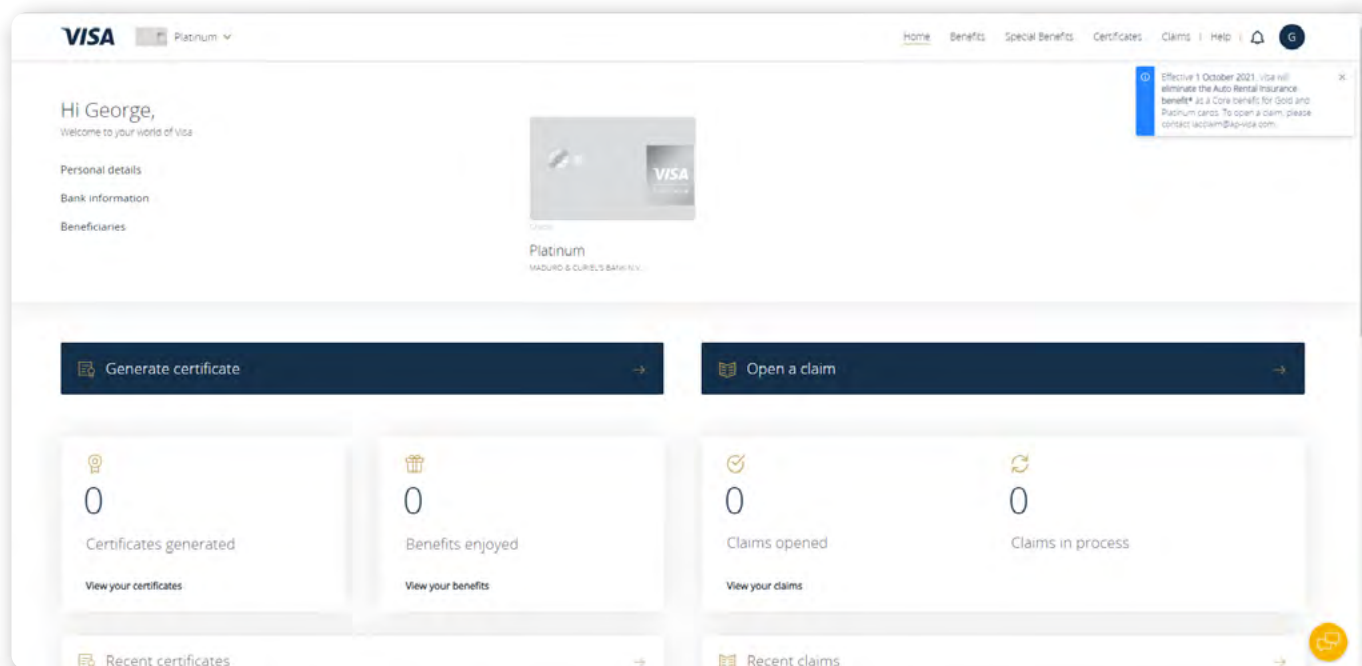 VISA
Platinum
Home
Benefits
Special Benefits
Certificates
Claims
Help
G
Effective 1 October 2021, Visa will
eliminate the Auto Rental Insurance
benefit* as a Core benefit for Gold and
Platinum cards. To open a claim, please
contact
Hi George,
Welcome to your world of Visa
Personal details
Bank information
Beneficiaries
VISA
Platinum
MADURO & CURIEL'S BANK N.V.
Generate certificate
Open a claim
0
Certificates generated
View your certificates
0
Benefits enjoyed
View your benefits
0
Claims opened
View your claims
0
Claims in process
Recent certificates
Recent claims